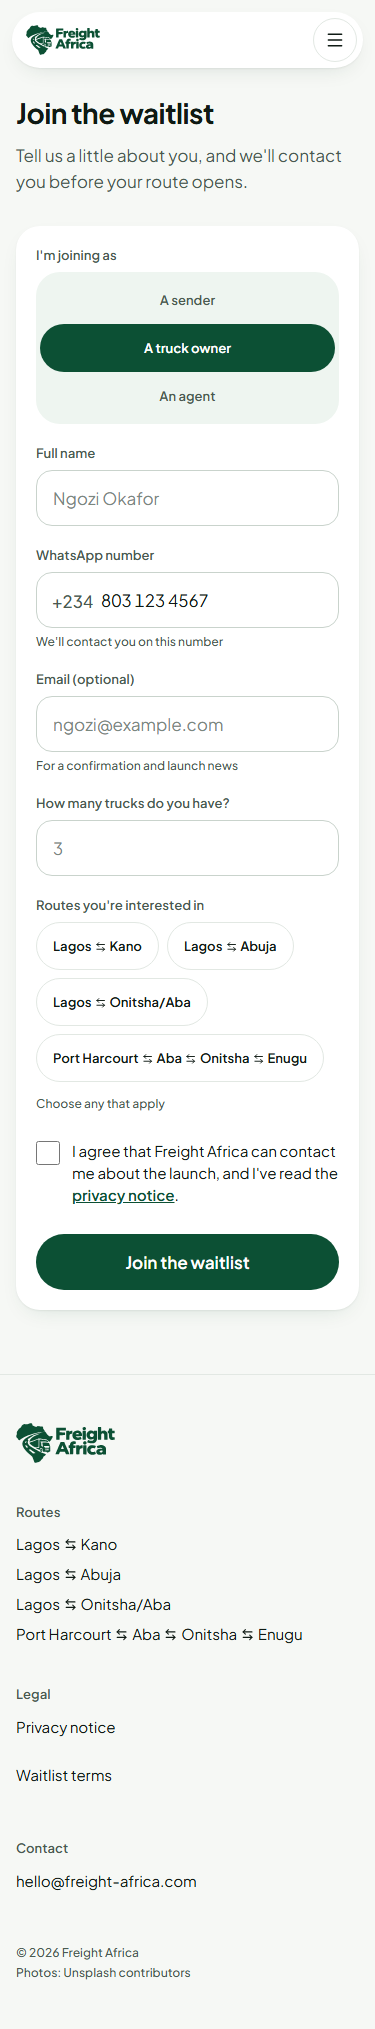 Freight
Africa
Join the waitlist
Tell us a little about you, and we'll contact
you before your route opens.
I'm joining as
A sender
A truck owner
An agent
Full name
Ngozi Okafor
WhatsApp number
+234 803 123 4567
We'll contact you on this number
Email (optional)
ngozi@example.com
For a confirmation and launch news
How many trucks do you have?
3
Routes you're interested in
Lagos ⇆ Kano
Lagos ⇆ Abuja
Lagos ⇆ Onitsha/Aba
Port Harcourt ⇆ Aba ⇆ Onitsha ⇆ Enugu
Choose any that apply
I agree that Freight Africa can contact
me about the launch, and I've read the
privacy notice.
Join the waitlist
Freight
Africa
Routes
Lagos ⇆ Kano
Lagos ⇆ Abuja
Lagos ⇆ Onitsha/Aba
Port Harcourt ⇆ Aba ⇆ Onitsha ⇆ Enugu
Legal
Privacy notice
Waitlist terms
Contact
hello@freight-africa.com
© 2026 Freight Africa
Photos: Unsplash contributors